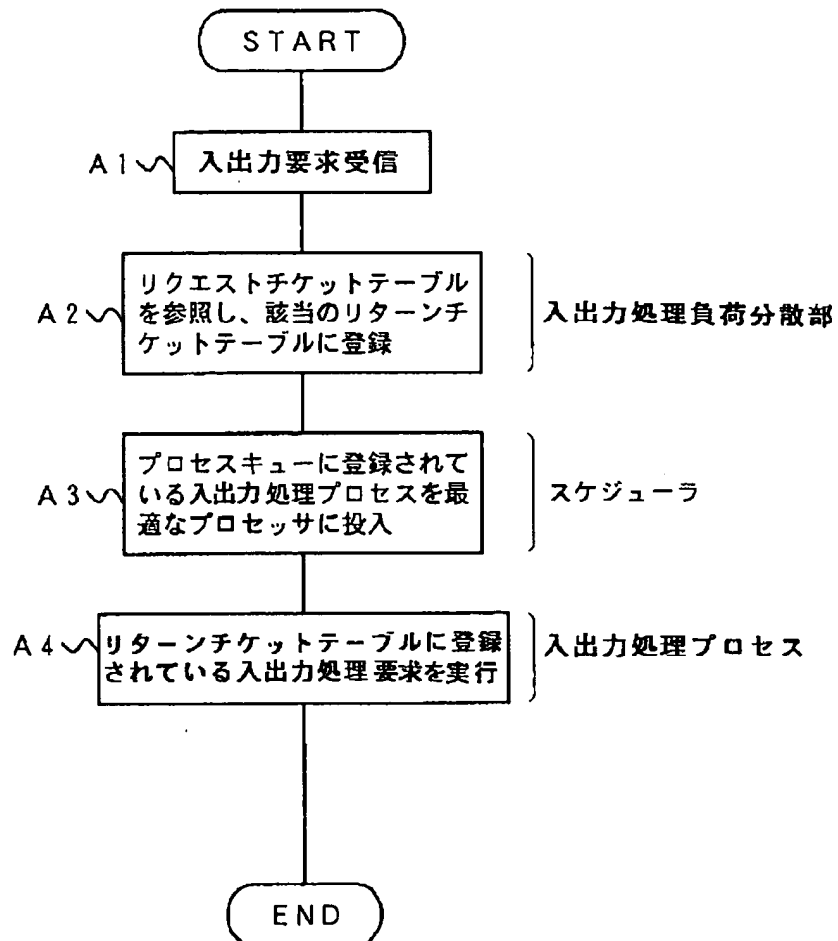 START
A1
入出力要求受信
A2
リクエストチケットテーブル
を参照し、該当のリターンチ
ケットテーブルに登録
入出力処理負荷分散部
A3
プロセスキューに登録されて
いる入出力処理プロセスを最
適なプロセッサに投入
スケジューラ
A4
リターンチケットテーブルに登録
されている入出力処理要求を実行
入出力処理プロセス
END